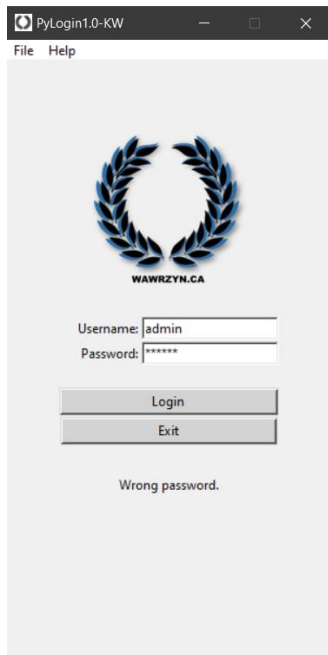 PyLogin1.0-KW
File Help
WAWRZYN.CA
Username: admin
Password: ******
Login
Exit
Wrong password.